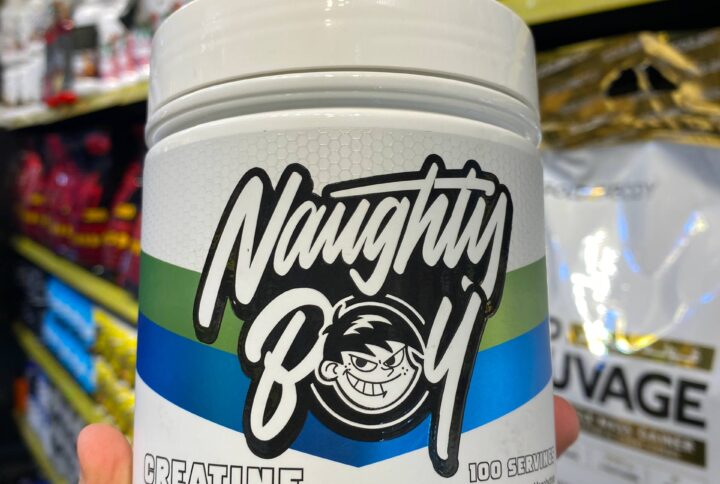 Naughty
Boy
CREATINE
100 SERVINGS
UVAGE